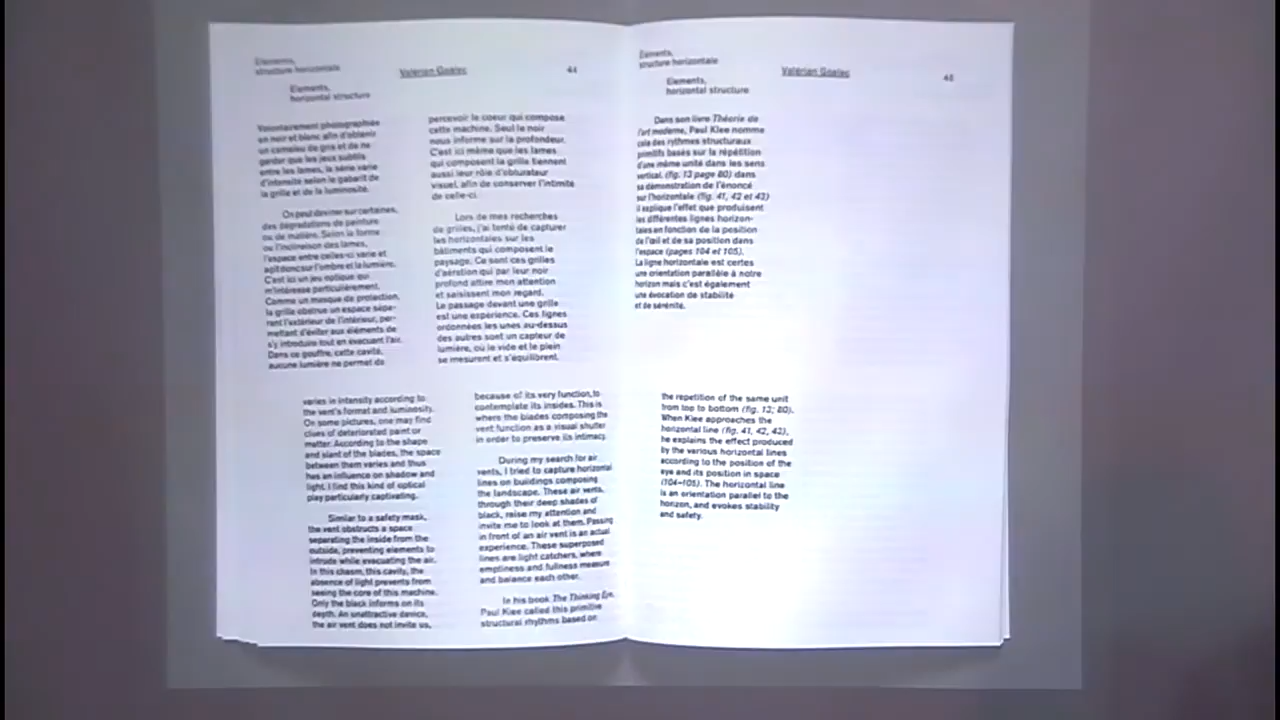 Elements,
structure horizontale
Elements,
horizontal structure
Valérian Goalec
44
Volontairement photographiée
en noir et blanc afin d'obtenir
un camaïeu de gris et de ne
garder que les jeux subtils
entre les lames, la série varie
d'intensité selon le gabarit de
la grille et de la luminosité.
On peut deviner sur certaines,
des dégradations de peinture
ou de matière. Selon la forme
ou l'inclinaison des lames,
l'espace entre celles-ci varie et
agit donc sur l'ombre et la lumière.
C'est ici un jeu optique qui
m'intéresse particulièrement.
Comme un masque de protection,
la grille obstrue un espace sépa-
rant l'extérieur de l'intérieur, per-
mettant d'éviter aux éléments de
s'y introduire tout en évacuant l'air.
Dans ce gouffre, cette cavité,
aucune lumière ne permet de
percevoir le coeur qui compose
cette machine. Seul le noir
nous informe sur la profondeur.
C'est ici même que les lames
qui composent la grille tiennent
aussi leur rôle d'obturateur
visuel, afin de conserver l'intimité
de celle-ci.
Lors de mes recherches
de grilles, j'ai tenté de capturer
les horizontales sur les
bâtiments qui composent le
paysage. Ce sont ces grilles
d'aération qui par leur noir
profond attire mon attention
et saisissent mon regard.
Le passage devant une grille
est une expérience. Ces lignes
ordonnées les unes au-dessus
des autres sont un capteur de
lumière, où le vide et le plein
se mesurent et s'équilibrent.
varies in intensity according to
the vent's format and luminosity.
On some pictures, one may find
clues of deteriorated paint or
matter. According to the shape
and slant of the blades, the space
between them varies and thus
has an influence on shadow and
light. I find this kind of optical
play particularly captivating.
Similar to a safety mask,
the vent obstructs a space
separating the inside from the
outside, preventing elements to
intrude while evacuating the air.
In this chasm, this cavity, the
absence of light prevents from
seeing the core of this machine.
Only the black informs on its
depth. An unattractive device,
the air vent does not invite us,
because of its very function, to
contemplate its insides. This is
where the blades composing the
vent function as a visual shutter
in order to preserve its intimacy.
During my search for air
vents, I tried to capture horizontal
lines on buildings composing
the landscape. These air vents,
through their deep shades of
black, raise my attention and
invite me to look at them. Passing
in front of an air vent is an actual
experience. These superposed
lines are light catchers, where
emptiness and fullness measure
and balance each other.
In his book The Thinking Eye,
Paul Klee called this primitive
structural rhythms based on
Elements,
structure horizontale
Elements,
horizontal structure
Valérian Goalec
Dans son livre Théorie de
l'art moderne, Paul Klee nomme
cela des rythmes structuraux
primitifs basés sur la répétition
d'une même unité dans les sens
vertical. (fig. 13 page 80) dans
sa démonstration de l'énoncé
sur l'horizontale (fig. 41, 42 et 43)
il explique l'effet que produisent
les différentes lignes horizon-
tales en fonction de la position
de l'œil et de sa position dans
l'espace (pages 104 et 105).
La ligne horizontale est certes
une orientation parallèle à notre
horizon mais c'est également
une évocation de stabilité
et de sérénité.
the repetition of the same unit
from top to bottom (fig. 13; 80).
When Klee approaches the
horizontal line (fig. 41, 42, 43),
he explains the effect produced
by the various horizontal lines
according to the position of the
eye and its position in space
(104–105). The horizontal line
is an orientation parallel to the
horizon, and evokes stability
and safety.